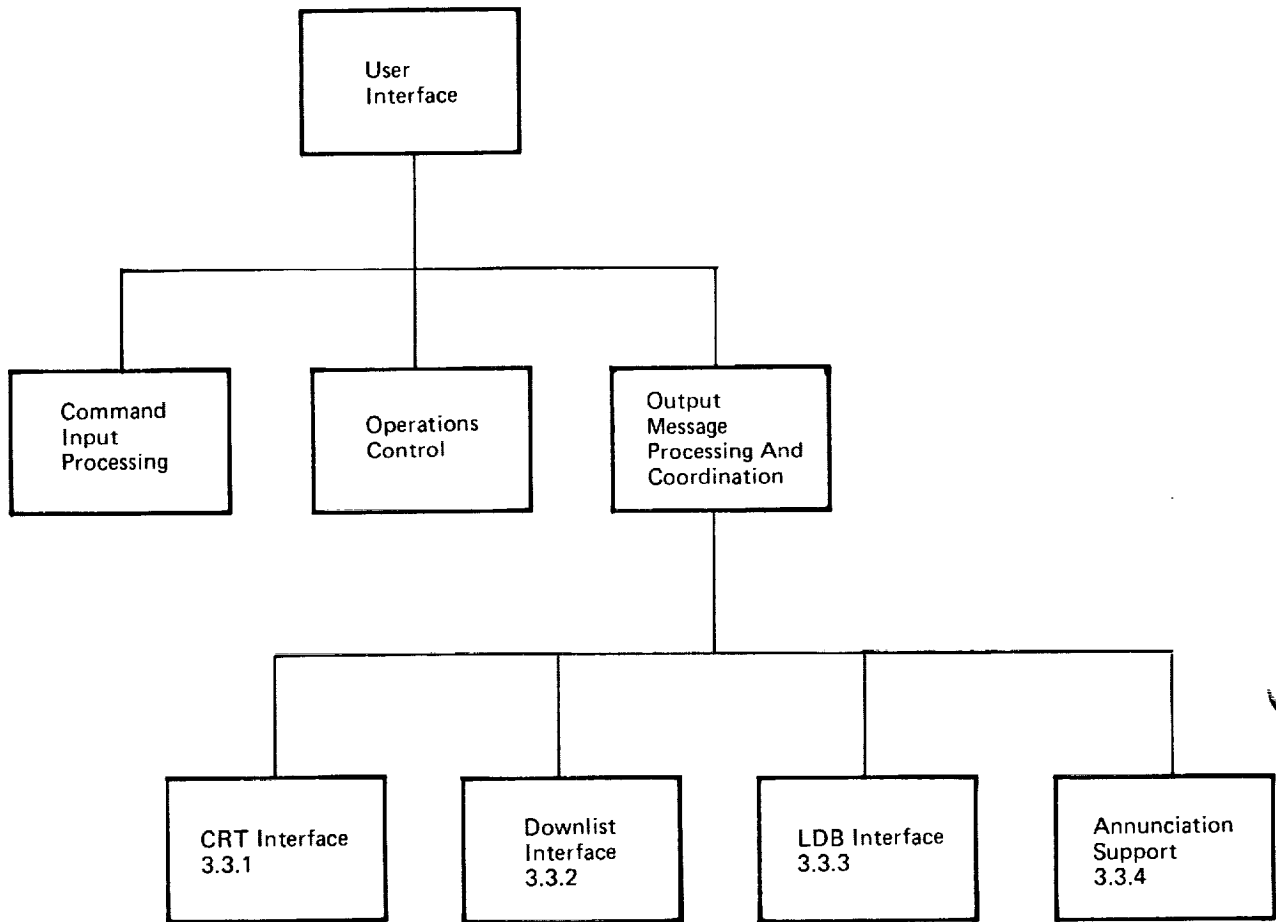 User
Interface
Command
Input
Processing
Operations
Control
Output
Message
Processing And
Coordination
CRT Interface
3.3.1
Downlist
Interface
3.3.2
LDB Interface
3.3.3
Annunciation
Support
3.3.4